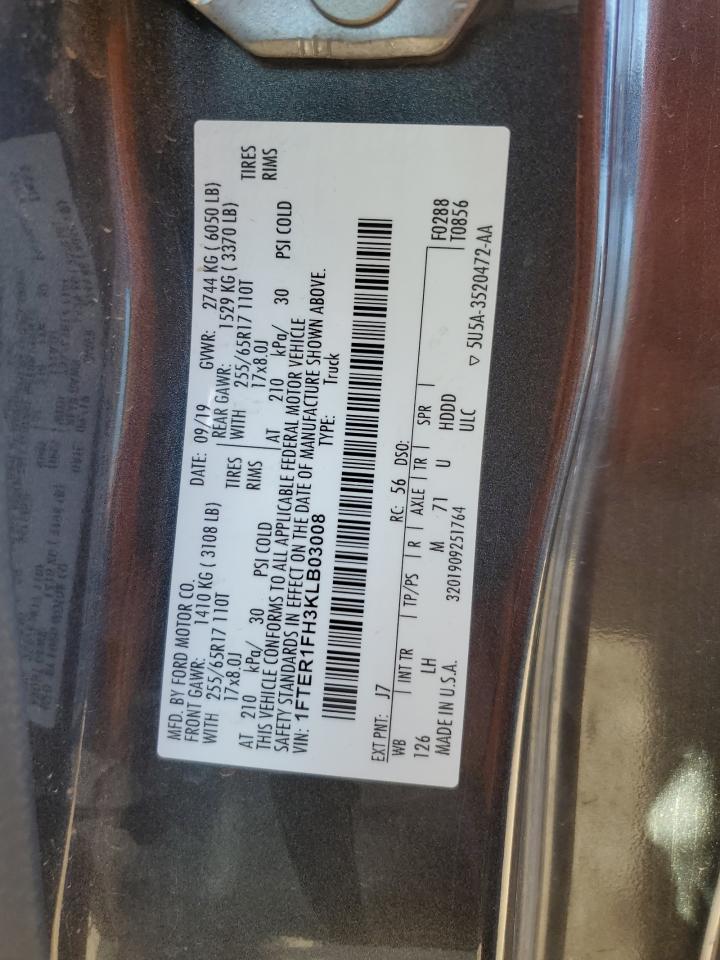 MFD. BY FORD MOTOR CO.
DATE: 09/19 GVWR: 2744 KG ( 6050 LB)
FRONT GAWR: 1410 KG ( 3108 LB) REAR GAWR: 1529 KG ( 3370 LB)
WITH 255/65R17 110T TIRES WITH 255/65R17 110T TIRES
17x8.0J RIMS 17x8.0J RIMS
AT 210 kPa/ 30 PSI COLD AT 210 kPa/ 30 PSI COLD
THIS VEHICLE CONFORMS TO ALL APPLICABLE FEDERAL MOTOR VEHICLE
SAFETY STANDARDS IN EFFECT ON THE DATE OF MANUFACTURE SHOWN ABOVE.
VIN: 1FTER1FH3KLB03008 TYPE: Truck
EXT PNT: J7 RC: 56 DSO: F0288
WB INT TR TP/PS R AXLE TR SPR T0856
126 LH M 71 U HDDD
MADE IN U.S.A. 3201909251764 ULC ▽ 5U5A-3520472-AA